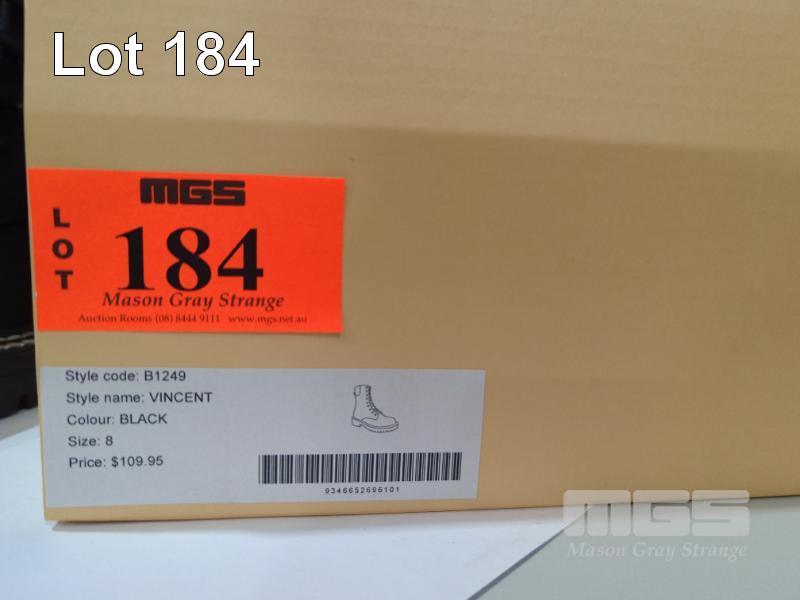 Lot 184
MGS
LOT
184
Mason Gray Strange
Auction Rooms (08) 8444 9111 www.mgs.net.au
Style code: B1249
Style name: VINCENT
Colour: BLACK
Size: 8
Price: $109.95
9346652696101
MGS
Mason Gray Strange